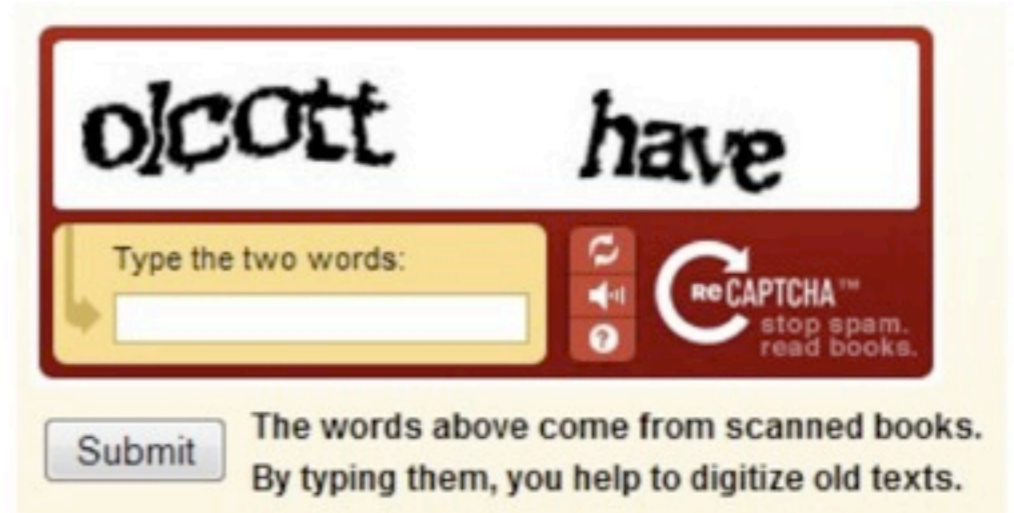 olcott have
Type the two words:
reCAPTCHA™
stop spam.
read books.
Submit
The words above come from scanned books.
By typing them, you help to digitize old texts.